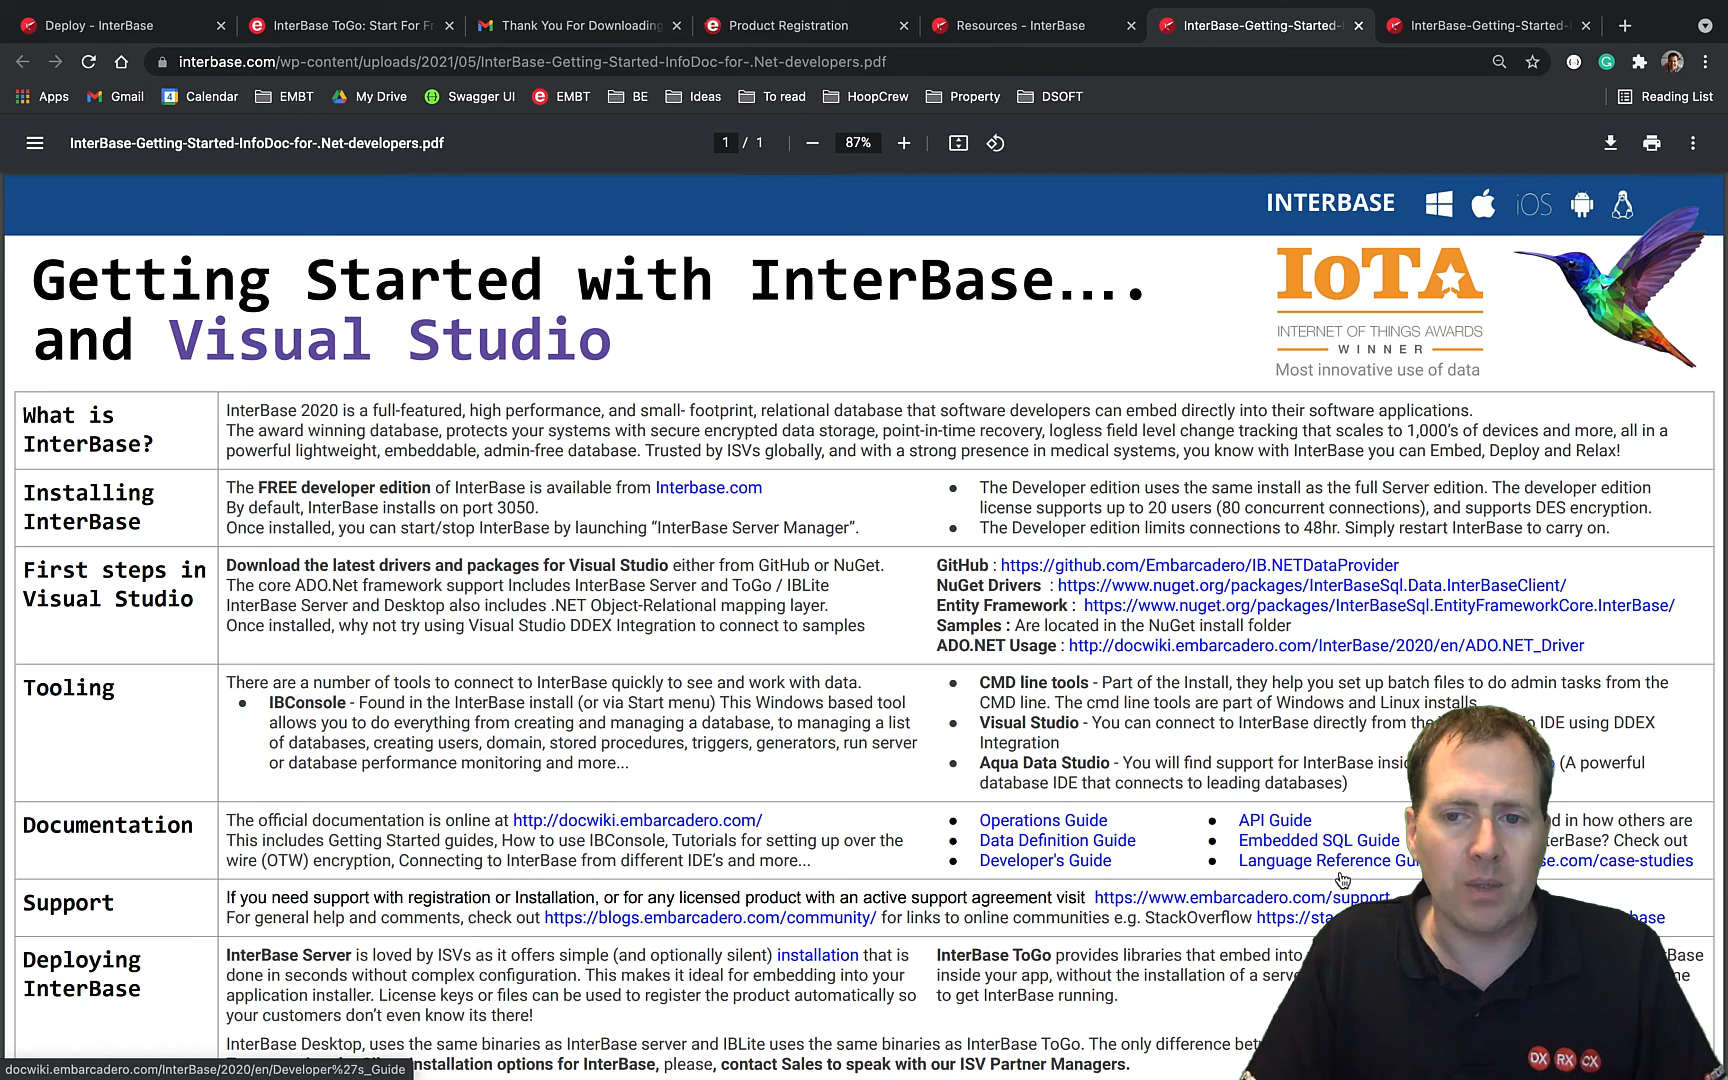 Deploy - InterBase
InterBase ToGo: Start For Fr
Thank You For Downloading
Product Registration
Resources - InterBase
InterBase-Getting-Started-
InterBase-Getting-Started-
interbase.com/wp-content/uploads/2021/05/InterBase-Getting-Started-InfoDoc-for-.Net-developers.pdf
Apps
Gmail
Calendar
EMBT
My Drive
Swagger UI
EMBT
BE
Ideas
To read
HoopCrew
Property
DSOFT
Reading List
InterBase-Getting-Started-InfoDoc-for-.Net-developers.pdf
1 / 1
87%
INTERBASE
iOS
Getting Started with InterBase....
and Visual Studio
IoTA
INTERNET OF THINGS AWARDS
WINNER
Most innovative use of data
What is
InterBase?
InterBase 2020 is a full-featured, high performance, and small- footprint, relational database that software developers can embed directly into their software applications.
The award winning database, protects your systems with secure encrypted data storage, point-in-time recovery, logless field level change tracking that scales to 1,000's of devices and more, all in a
powerful lightweight, embeddable, admin-free database. Trusted by ISVs globally, and with a strong presence in medical systems, you know with InterBase you can Embed, Deploy and Relax!
Installing
InterBase
The FREE developer edition of InterBase is available from Interbase.com
By default, InterBase installs on port 3050.
Once installed, you can start/stop InterBase by launching “InterBase Server Manager”.
● The Developer edition uses the same install as the full Server edition. The developer edition
license supports up to 20 users (80 concurrent connections), and supports DES encryption.
● The Developer edition limits connections to 48hr. Simply restart InterBase to carry on.
First steps in
Visual Studio
Download the latest drivers and packages for Visual Studio either from GitHub or NuGet.
The core ADO.Net framework support Includes InterBase Server and ToGo / IBLite
InterBase Server and Desktop also includes .NET Object-Relational mapping layer.
Once installed, why not try using Visual Studio DDEX Integration to connect to samples
GitHub : https://github.com/Embarcadero/IB.NETDataProvider
NuGet Drivers : https://www.nuget.org/packages/InterBaseSql.Data.InterBaseClient/
Entity Framework : https://www.nuget.org/packages/InterBaseSql.EntityFrameworkCore.InterBase/
Samples : Are located in the NuGet install folder
ADO.NET Usage : http://docwiki.embarcadero.com/InterBase/2020/en/ADO.NET_Driver
Tooling
There are a number of tools to connect to InterBase quickly to see and work with data.
● IBConsole - Found in the InterBase install (or via Start menu) This Windows based tool
allows you to do everything from creating and managing a database, to managing a list
of databases, creating users, domain, stored procedures, triggers, generators, run server
or database performance monitoring and more...
● CMD line tools - Part of the Install, they help you set up batch files to do admin tasks from the
CMD line. The cmd line tools are part of Windows and Linux installs
● Visual Studio - You can connect to InterBase directly from the IDE using DDEX
Integration
● Aqua Data Studio - You will find support for InterBase (A powerful
database IDE that connects to leading databases)
Documentation
The official documentation is online at http://docwiki.embarcadero.com/
This includes Getting Started guides, How to use IBConsole, Tutorials for setting up over the
wire (OTW) encryption, Connecting to InterBase from different IDE's and more...
● Operations Guide
● Data Definition Guide
● Developer's Guide
● API Guide
● Embedded SQL Guide
● Language Reference
in how others are
Check out
/case-studies
Support
If you need support with registration or Installation, or for any licensed product with an active support agreement visit https://www.embarcadero.com/support
For general help and comments, check out https://blogs.embarcadero.com/community/ for links to online communities e.g. StackOverflow
Deploying
InterBase
InterBase Server is loved by ISVs as it offers simple (and optionally silent) installation that is
done in seconds without complex configuration. This makes it ideal for embedding into your
application installer. License keys or files can be used to register the product automatically so
your customers don't even know its there!
InterBase ToGo provides libraries that embed into
inside your app, without the installation of a
to get InterBase running.
InterBase Desktop, uses the same binaries as InterBase server and IBLite uses the same binaries as InterBase ToGo. The only difference
installation options for InterBase, please, contact Sales to speak with our ISV Partner Managers.
docwiki.embarcadero.com/InterBase/2020/en/Developer%27s_Guide
DX RX CX